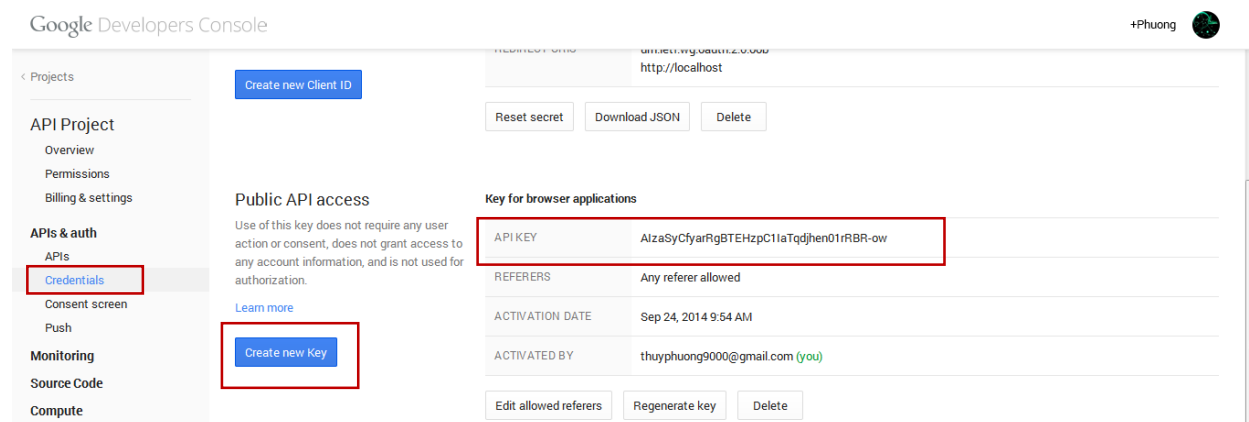 Google Developers Console
+Phuong
< Projects
API Project
Overview
Permissions
Billing & settings
APIs & auth
APIs
Credentials
Consent screen
Push
Monitoring
Source Code
Compute
Create new Client ID
http://localhost
Reset secret Download JSON Delete
Public API access
Use of this key does not require any user
action or consent, does not grant access to
any account information, and is not used for
authorization.
Learn more
Create new Key
Key for browser applications
API KEY AIzaSyCfyarRgBTEHzpC1IaTqdjhen01rRBR-ow
REFERERS Any referer allowed
ACTIVATION DATE Sep 24, 2014 9:54 AM
ACTIVATED BY thuyphuong9000@gmail.com (you)
Edit allowed referers Regenerate key Delete